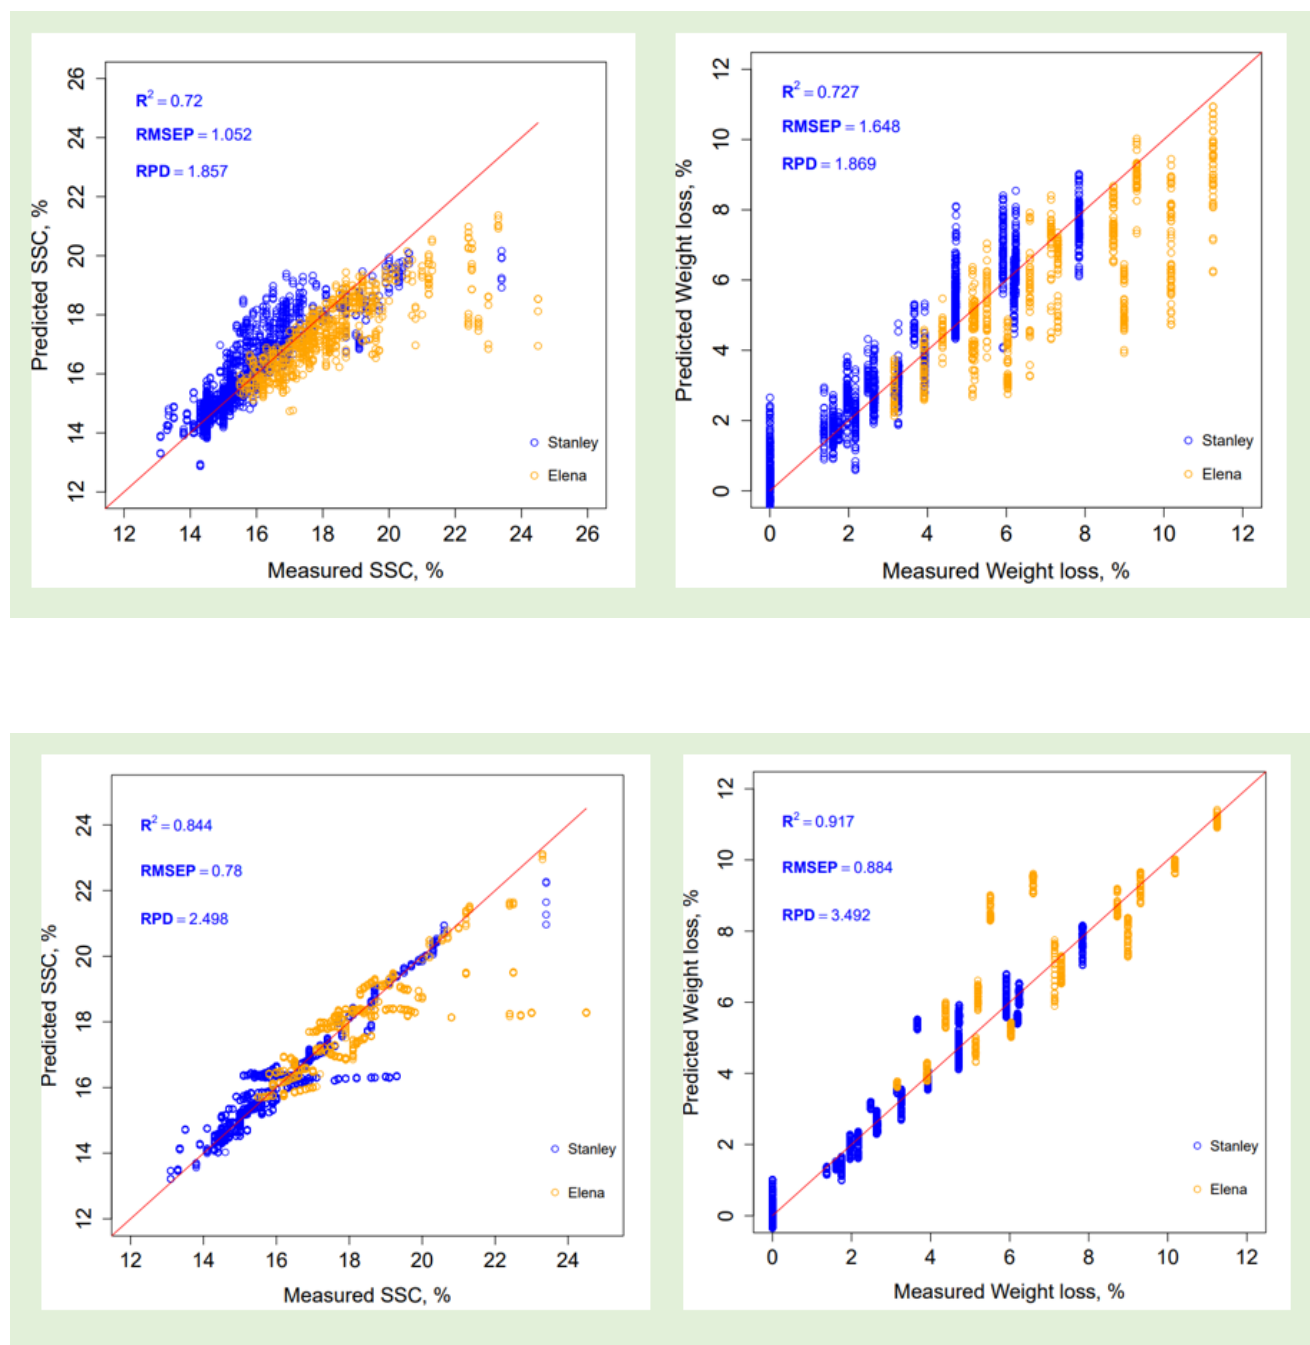 R² = 0.72
RMSEP = 1.052
RPD = 1.857
26
24
22
20
18
16
14
12
Predicted SSC, %
Stanley
Elena
12 14 16 18 20 22 24 26
Measured SSC, %
R² = 0.727
RMSEP = 1.648
RPD = 1.869
12
10
8
6
4
2
0
Predicted Weight loss, %
Stanley
Elena
0 2 4 6 8 10 12
Measured Weight loss, %
R² = 0.844
RMSEP = 0.78
RPD = 2.498
24
22
20
18
16
14
12
Predicted SSC, %
Stanley
Elena
12 14 16 18 20 22 24
Measured SSC, %
R² = 0.917
RMSEP = 0.884
RPD = 3.492
12
10
8
6
4
2
0
Predicted Weight loss, %
Stanley
Elena
0 2 4 6 8 10 12
Measured Weight loss, %